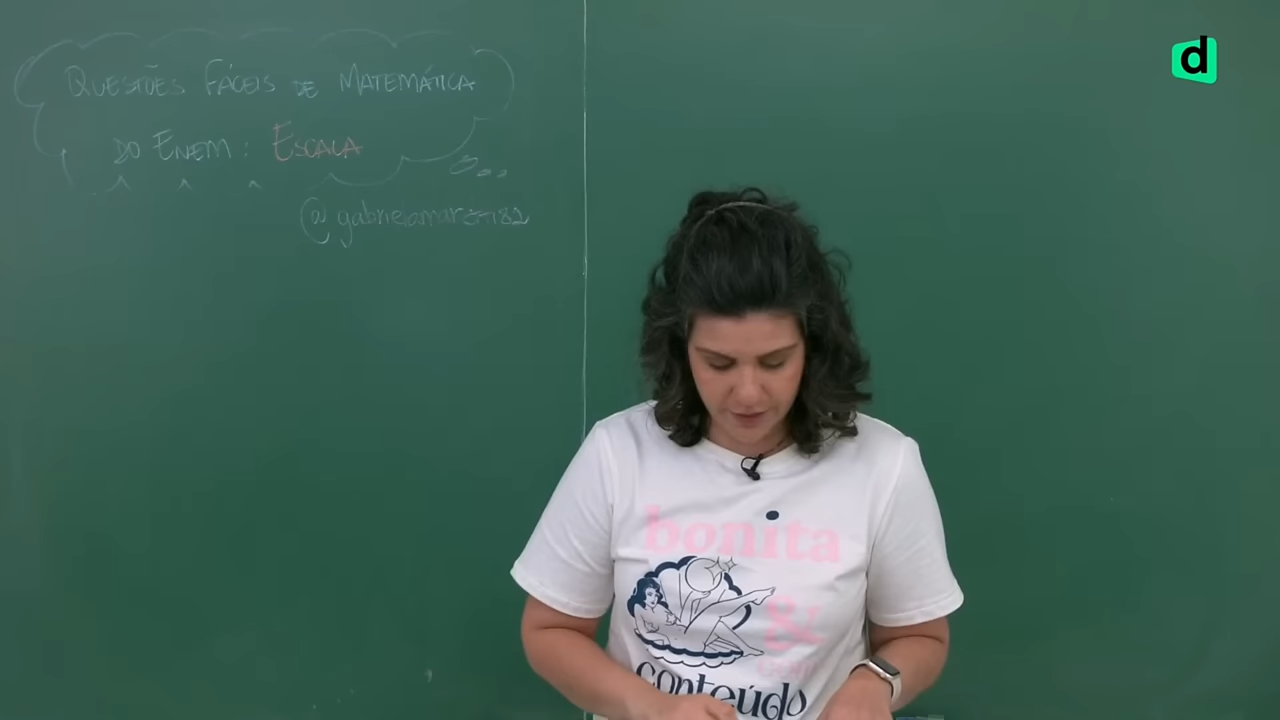 QUESTÕES FÁCEIS DE MATEMÁTICA
DO ENEM: ESCALA
d
bonita
&
conteúdo